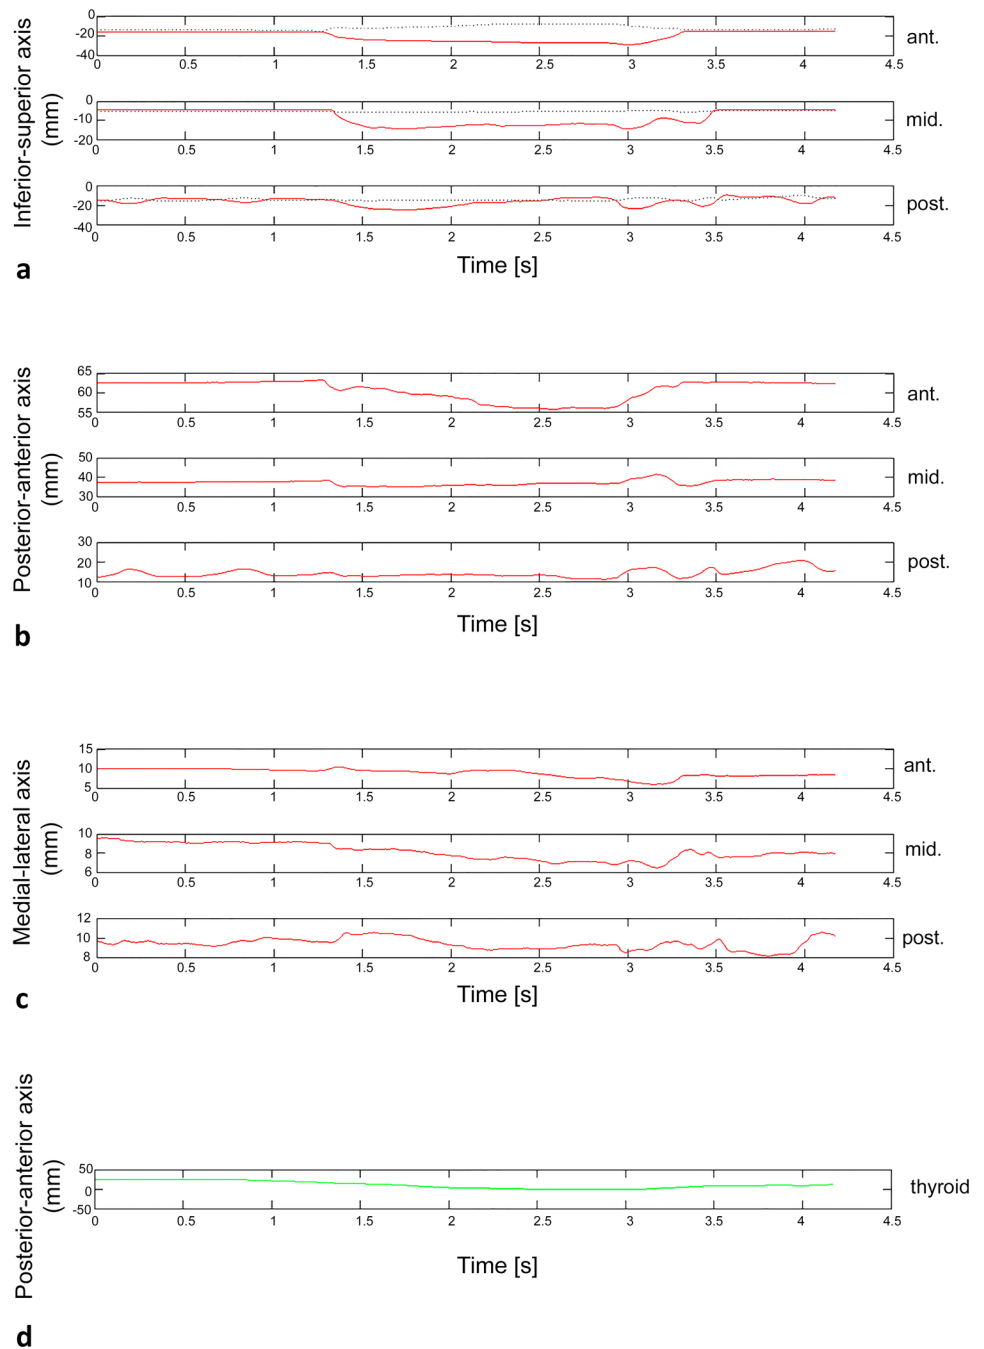 Inferior-superior axis
(mm)
0
-20
-40
0 0.5 1 1.5 2 2.5 3 3.5 4 4.5
ant.
0
-10
-20
0 0.5 1 1.5 2 2.5 3 3.5 4 4.5
mid.
0
-20
-40
0 0.5 1 1.5 2 2.5 3 3.5 4 4.5
post.
Time [s]
a
Posterior-anterior axis
(mm)
65
60
55
0 0.5 1 1.5 2 2.5 3 3.5 4 4.5
ant.
50
40
30
0 0.5 1 1.5 2 2.5 3 3.5 4 4.5
mid.
30
20
10
0 0.5 1 1.5 2 2.5 3 3.5 4 4.5
post.
Time [s]
b
Medial-lateral axis
(mm)
15
10
5
0 0.5 1 1.5 2 2.5 3 3.5 4 4.5
ant.
10
8
6
0 0.5 1 1.5 2 2.5 3 3.5 4 4.5
mid.
12
10
8
0 0.5 1 1.5 2 2.5 3 3.5 4 4.5
post.
Time [s]
c
Posterior-anterior axis
(mm)
50
0
-50
0 0.5 1 1.5 2 2.5 3 3.5 4 4.5
thyroid
Time [s]
d